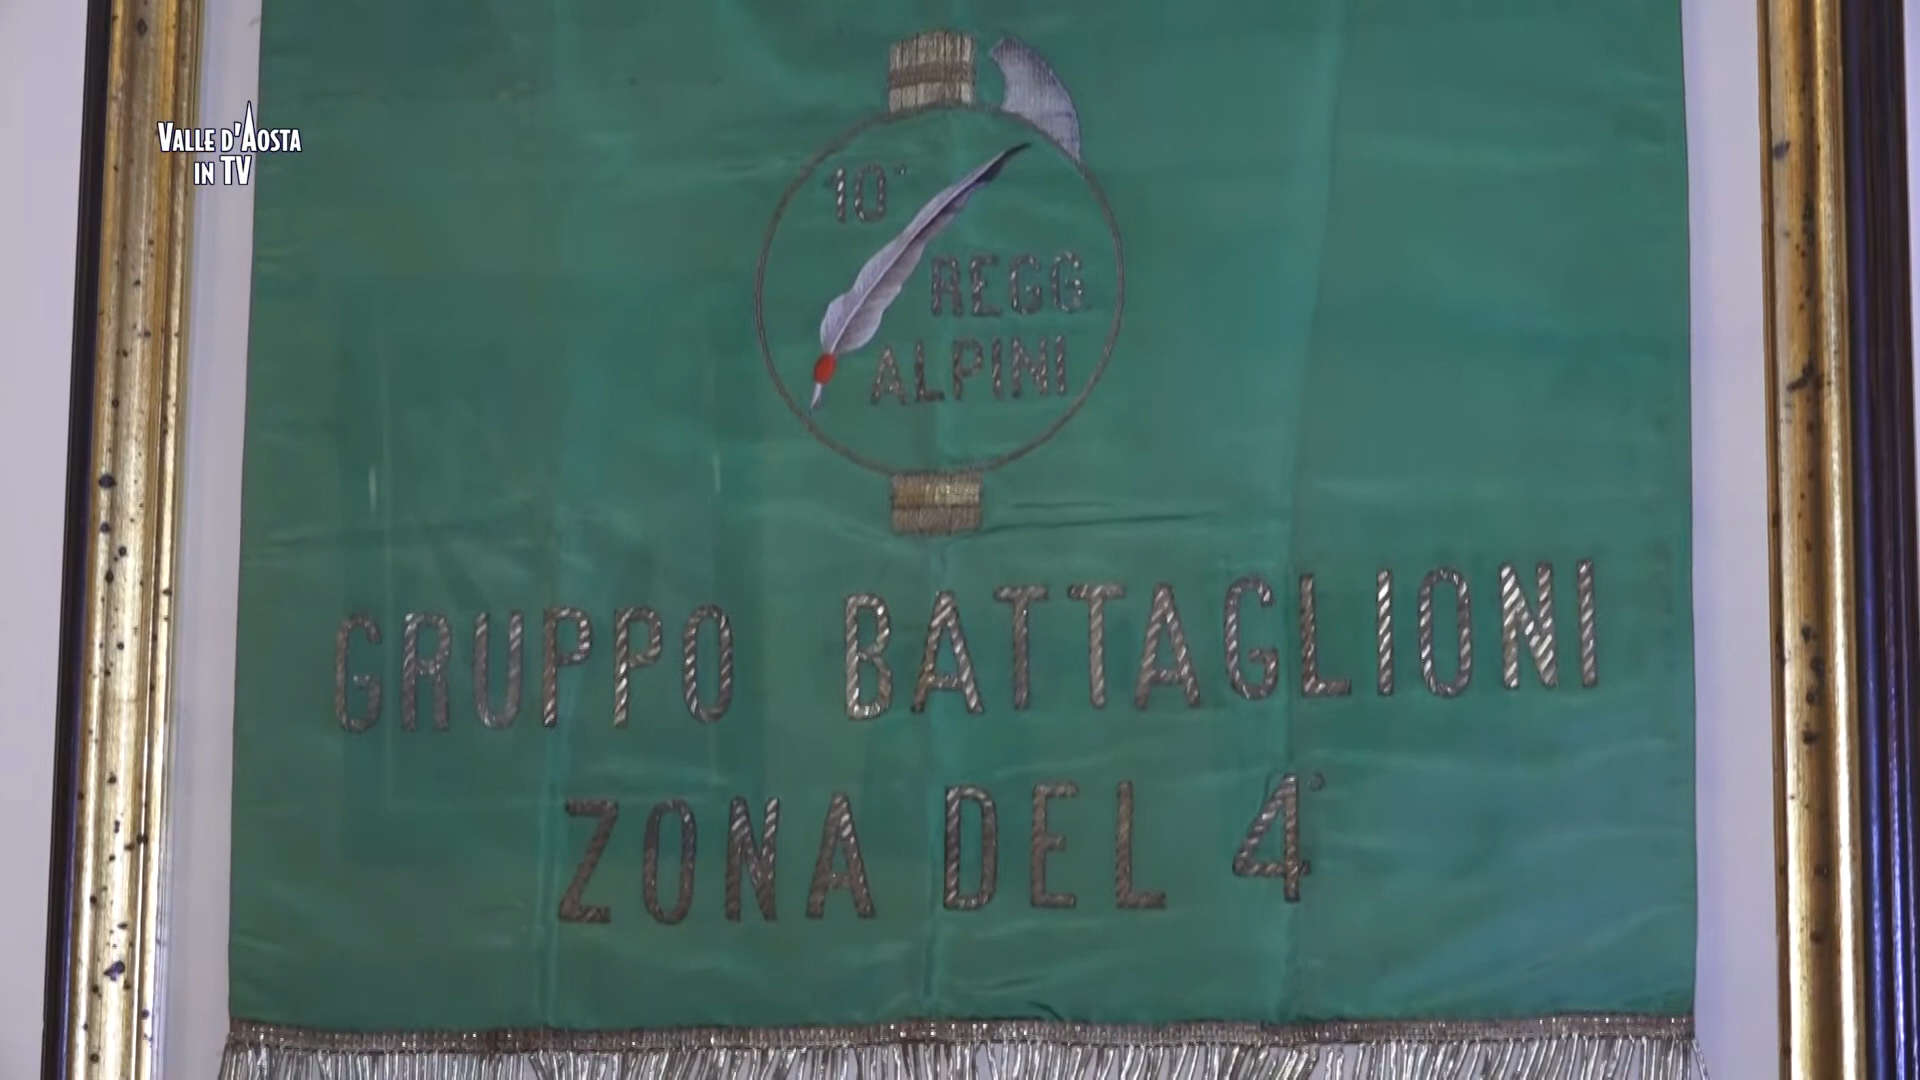 VALLE D'AOSTA
IN TV
10°
REGG.
ALPINI
GRUPPO BATTAGLIONI
ZONA DEL 4°